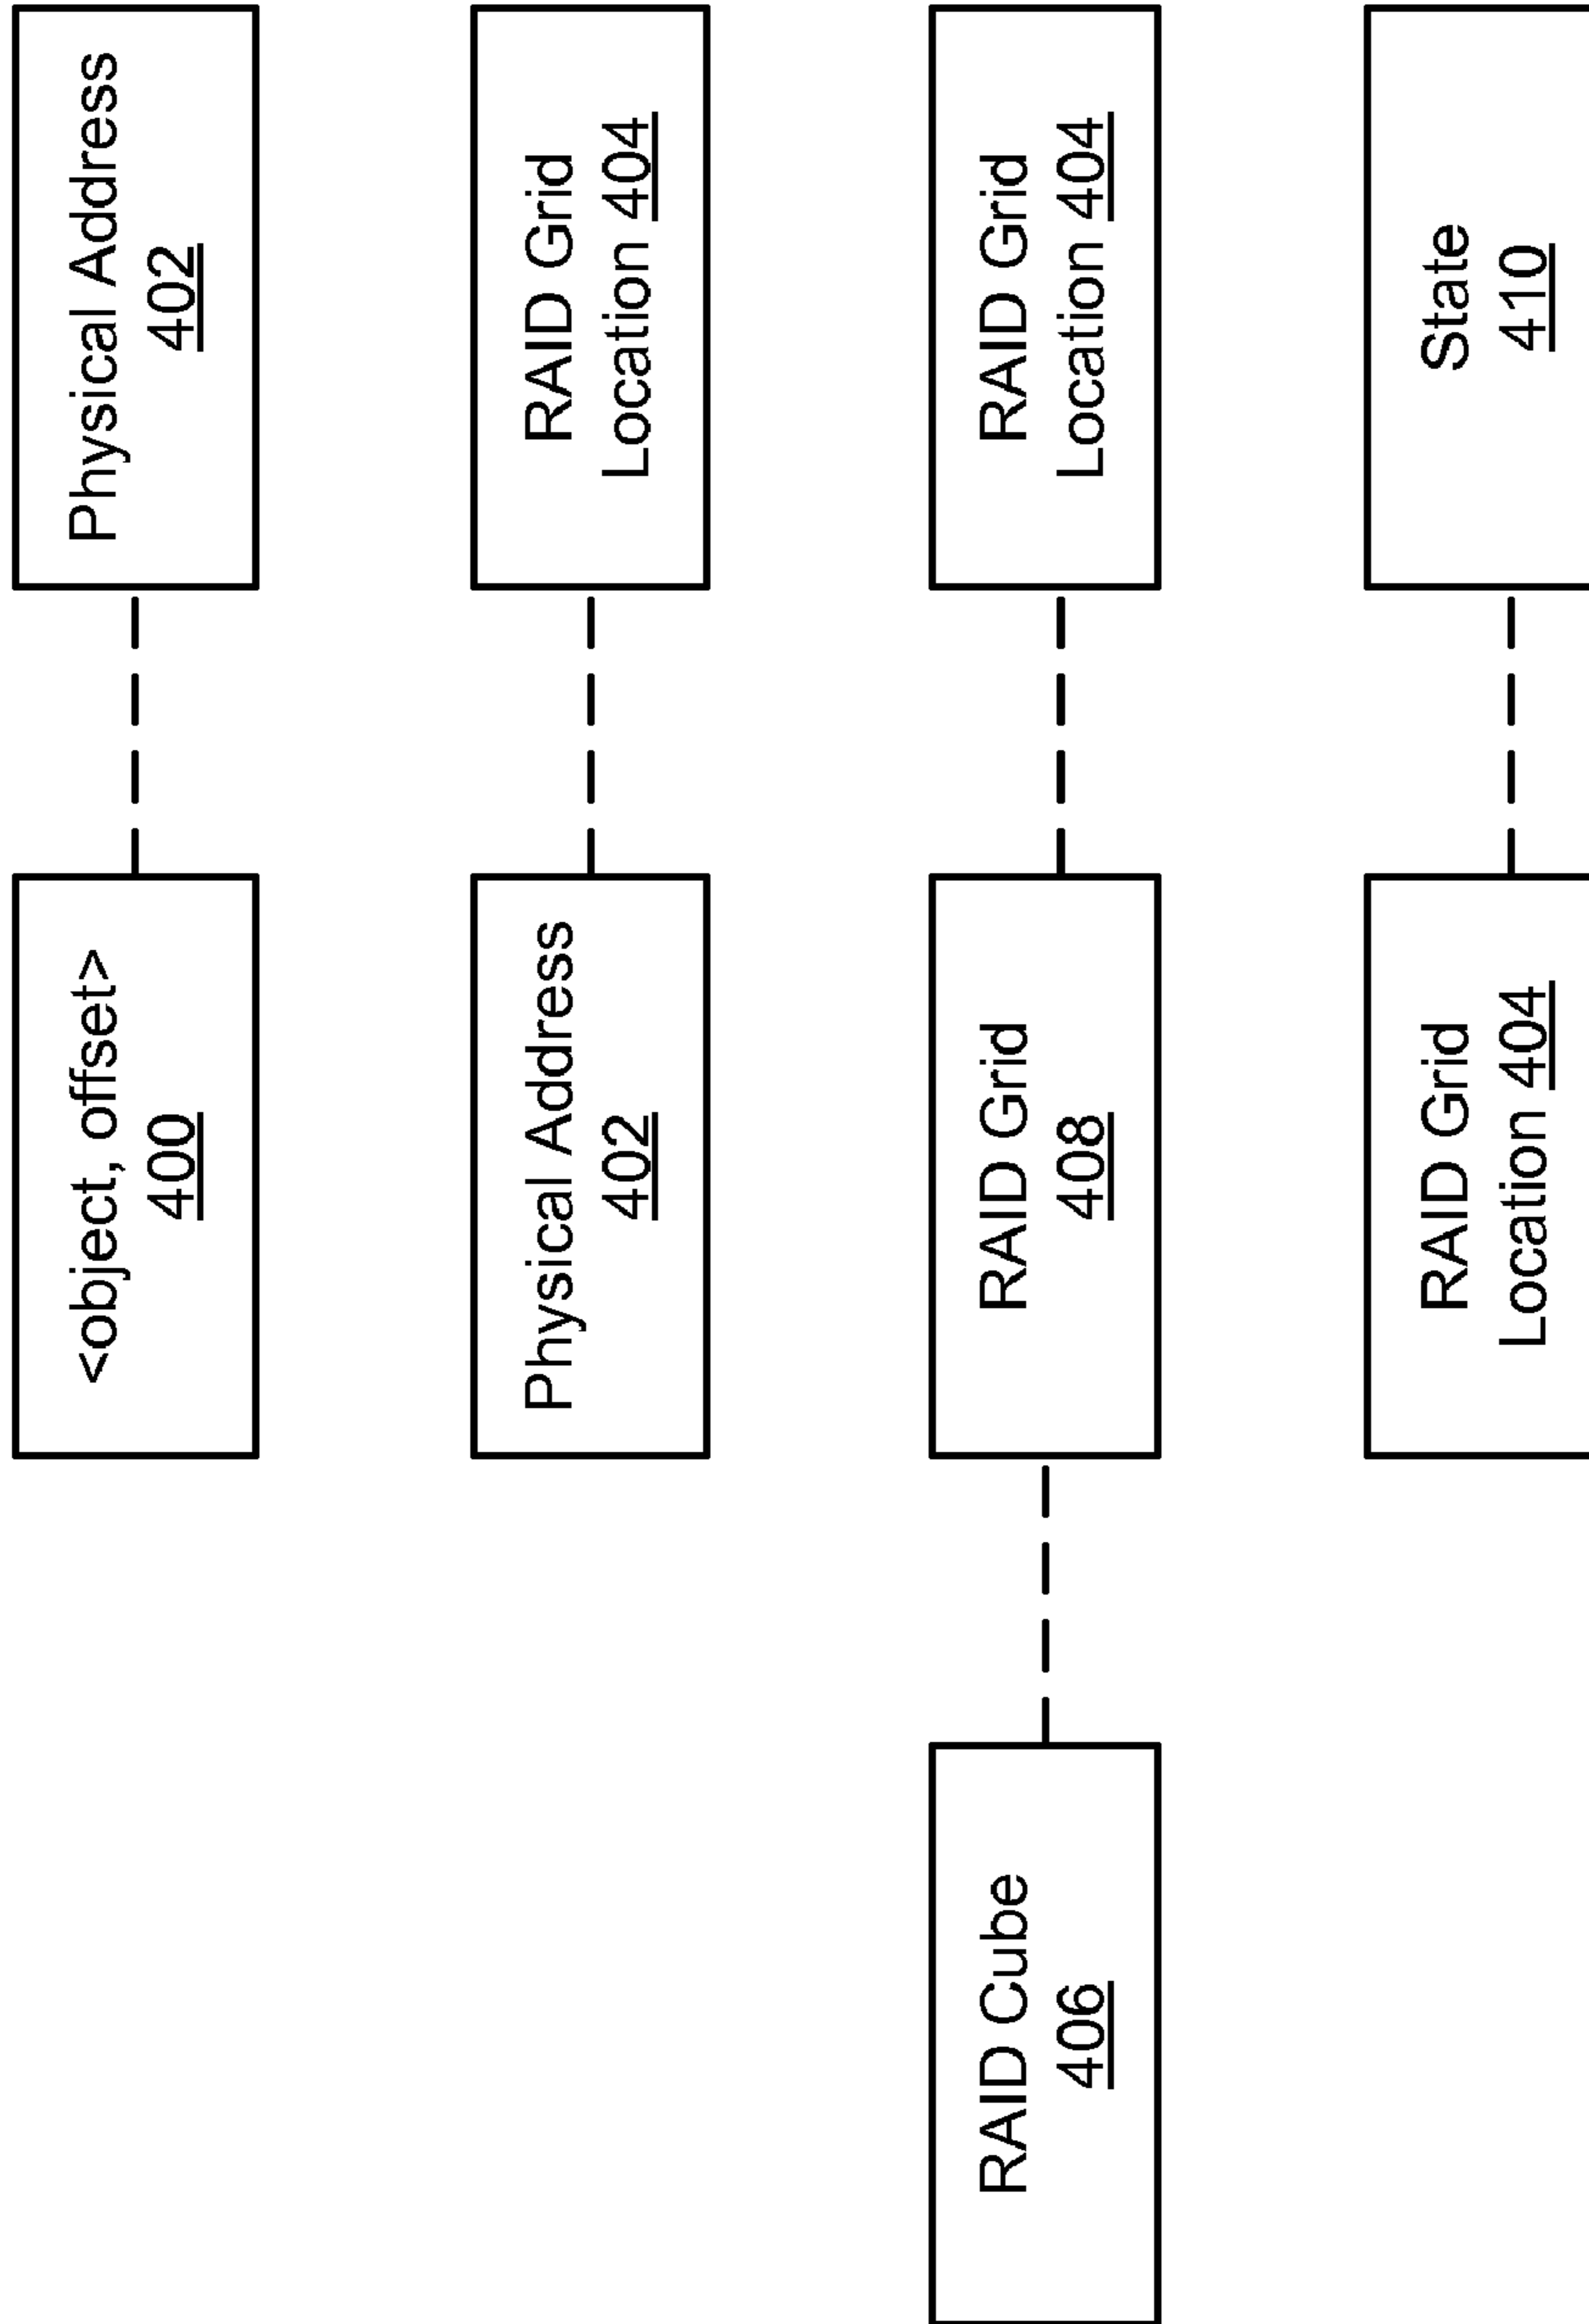 <object, offset>
400
Physical Address
402
Physical Address
402
RAID Grid
Location 404
RAID Cube
406
RAID Grid
408
RAID Grid
Location 404
RAID Grid
Location 404
State
410